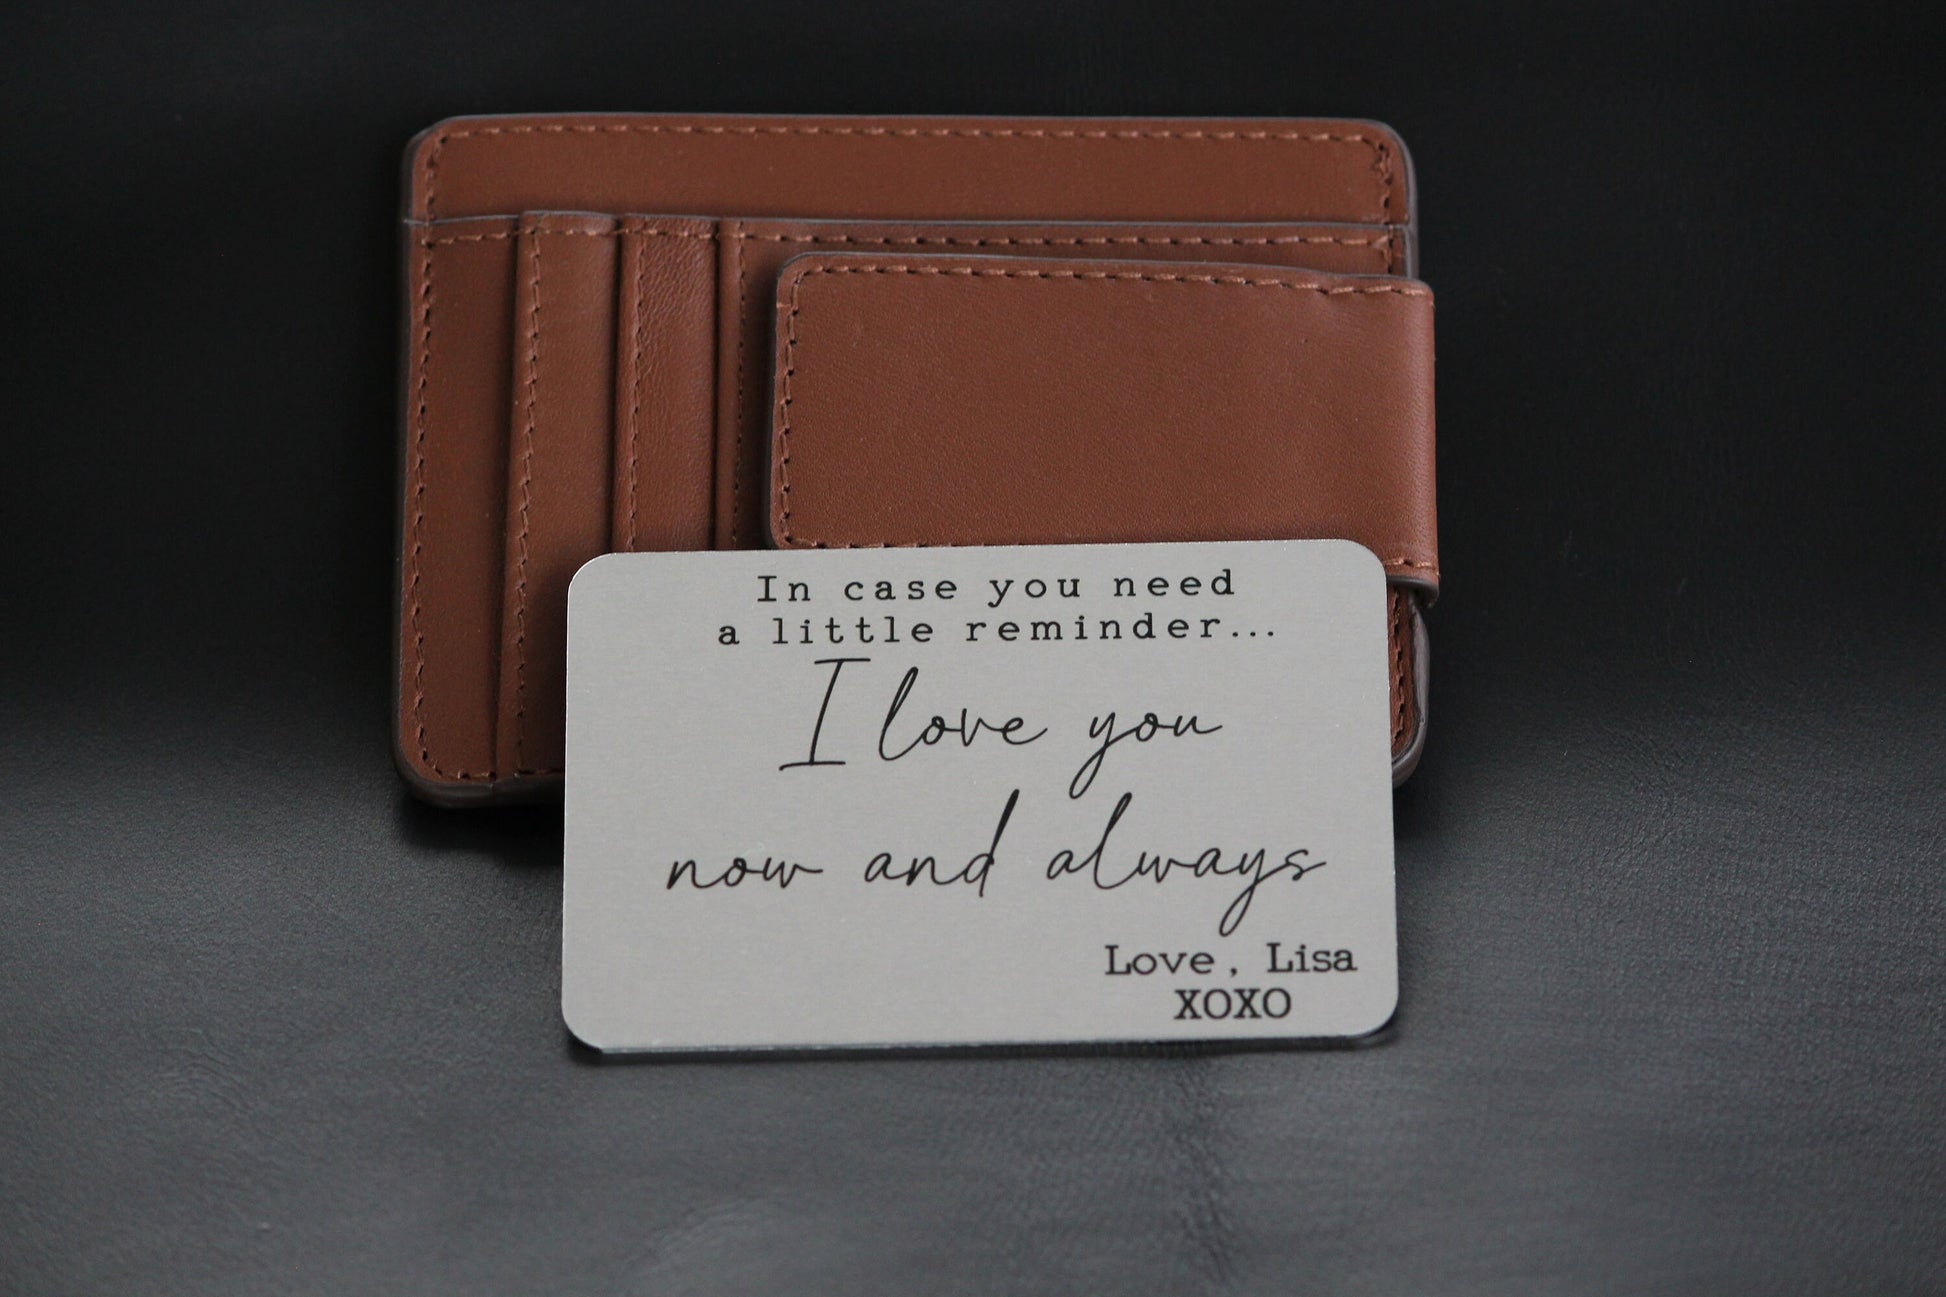 In case you need
a little reminder...
I love you
now and always
Love, Lisa
XOXO